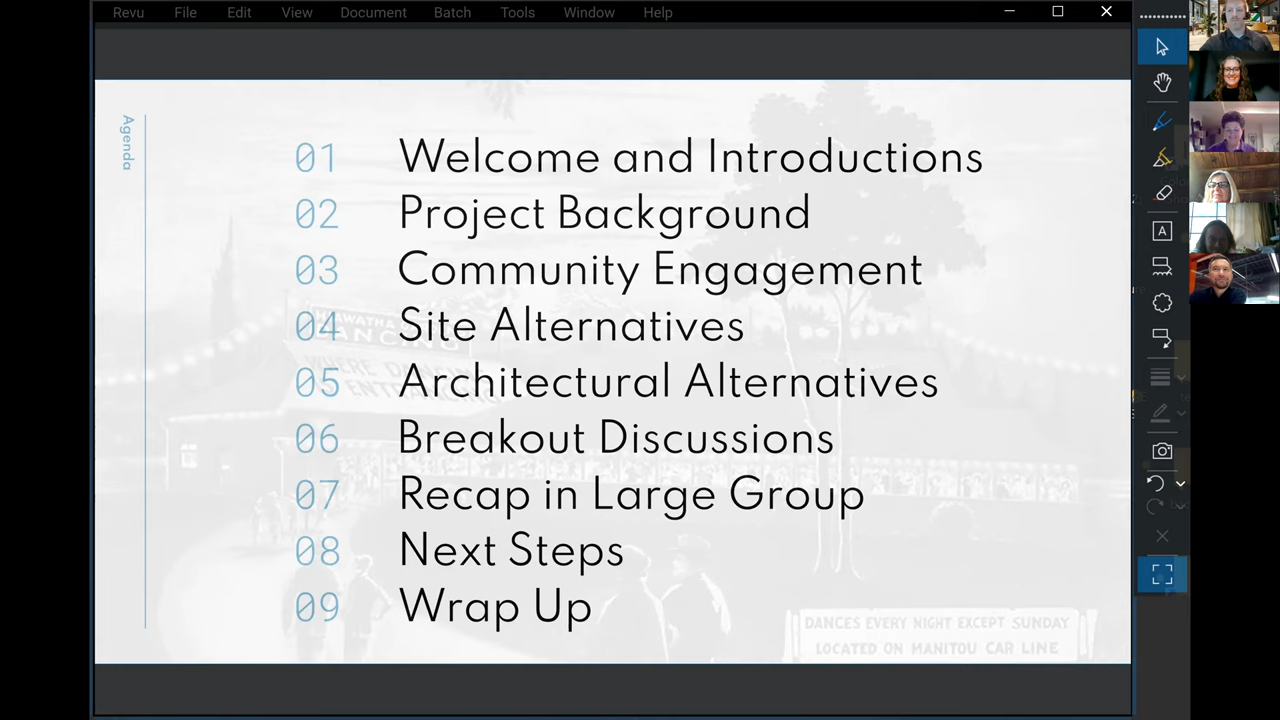 Revu File Edit View Document Batch Tools Window Help
Agenda
01 Welcome and Introductions
02 Project Background
03 Community Engagement
04 Site Alternatives
05 Architectural Alternatives
06 Breakout Discussions
07 Recap in Large Group
08 Next Steps
09 Wrap Up
DANCES EVERY NIGHT EXCEPT SUNDAY
LOCATED ON MANITOU CAR LINE
A